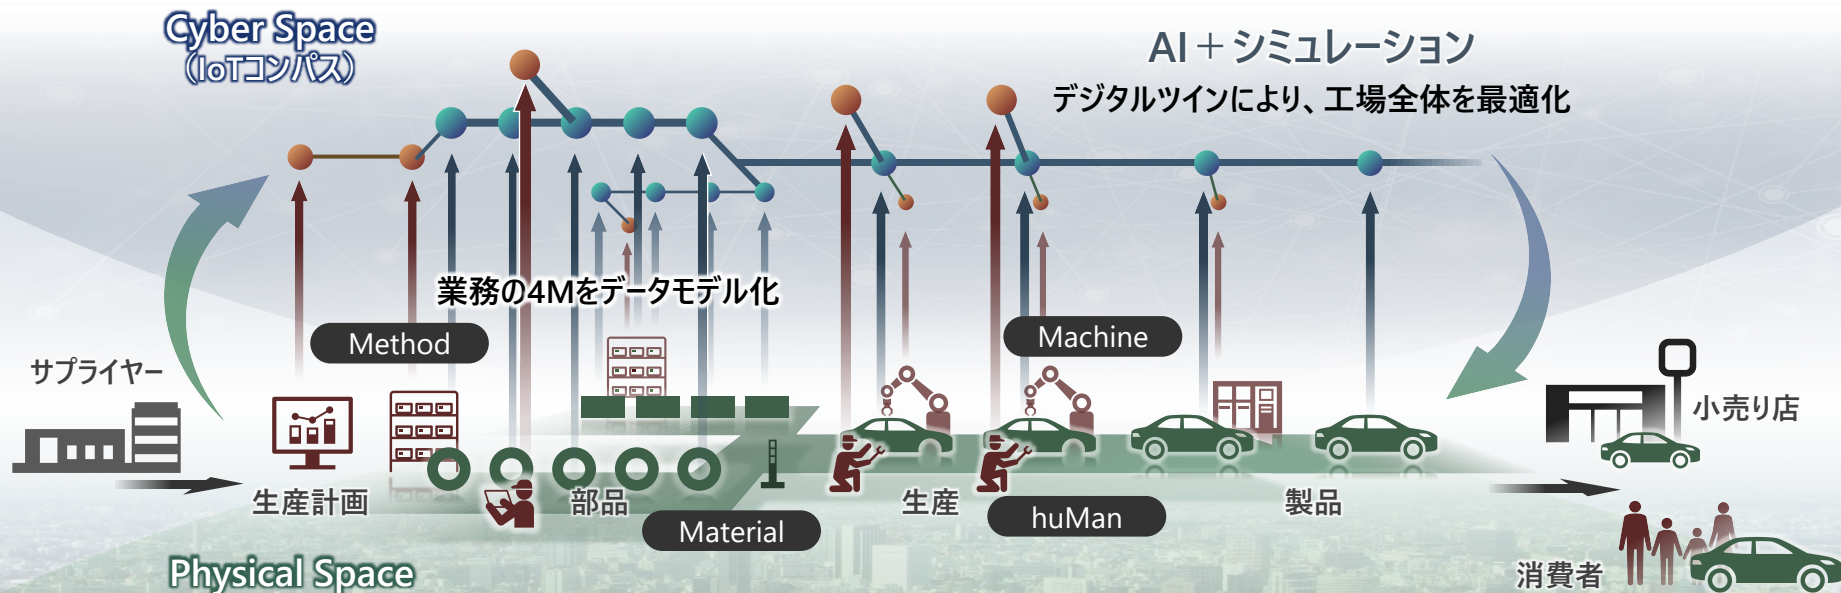 Cyber Space
（IoTコンパス）
AI＋シミュレーション
デジタルツインにより、工場全体を最適化
業務の4Mをデータモデル化
Method
Machine
サプライヤー
小売り店
生産計画
部品
生産
製品
Material
huMan
Physical Space
消費者